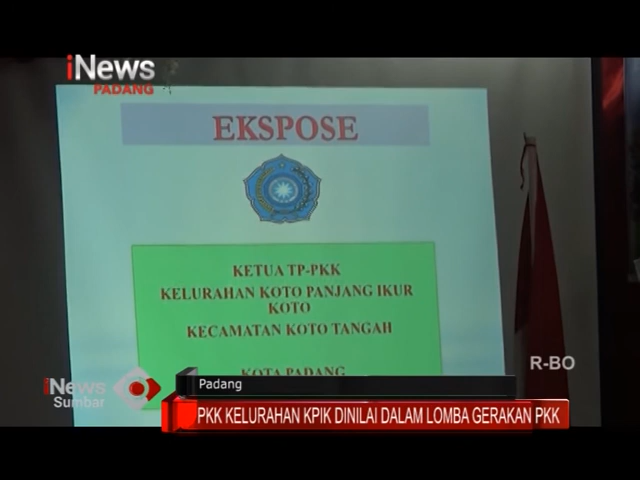 iNews
PADANG
EKSPOSE
KETUA TP-PKK
KELURAHAN KOTO PANJANG IKUR
KOTO
KECAMATAN KOTO TANGAH
KOTA PADANG
R-BO
iNews
Sumbar
Padang
PKK KELURAHAN KPIK DINILAI DALAM LOMBA GERAKAN PKK